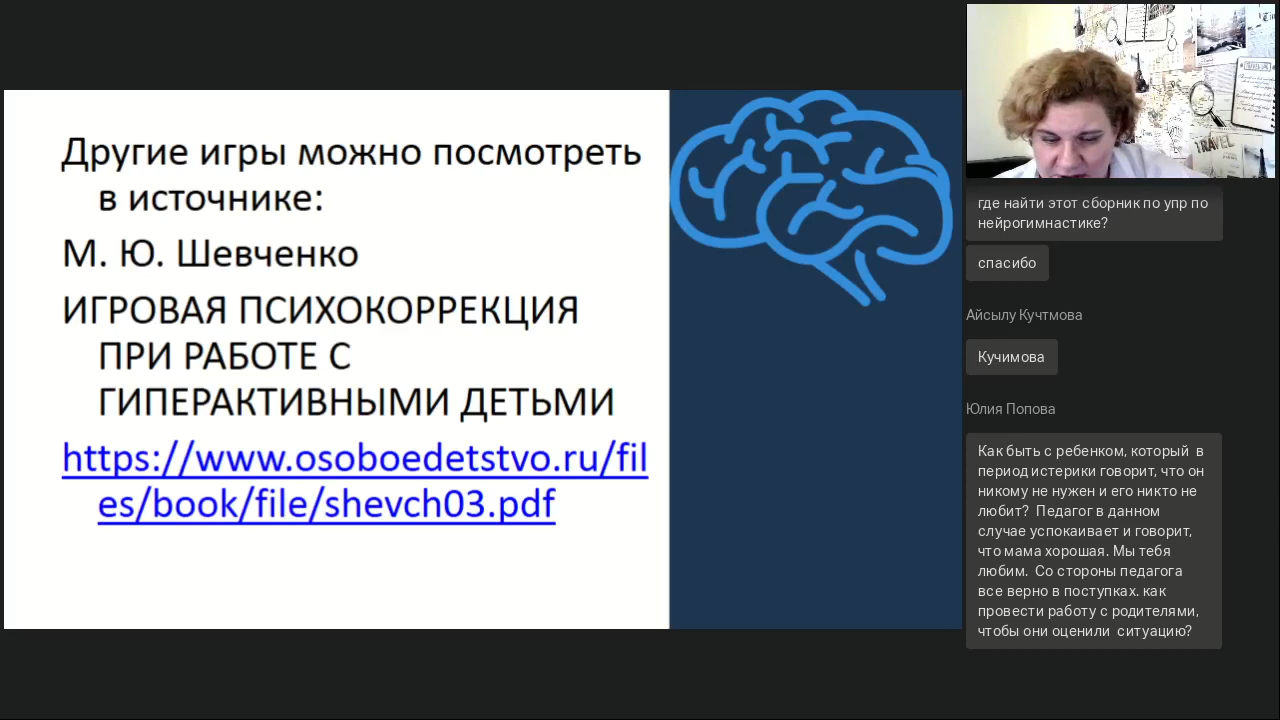 Другие игры можно посмотреть
в источнике:
М. Ю. Шевченко
ИГРОВАЯ ПСИХОКОРРЕКЦИЯ
ПРИ РАБОТЕ С
ГИПЕРАКТИВНЫМИ ДЕТЬМИ
https://www.osoboedetstvo.ru/fil
es/book/file/shevch03.pdf
TRAVEL
где найти этот сборник по упр по
нейрогимнастике?
спасибо
Айсылу Кучтмова
Кучимова
Юлия Попова
Как быть с ребенком, который в
период истерики говорит, что он
никому не нужен и его никто не
любит? Педагог в данном
случае успокаивает и говорит,
что мама хорошая. Мы тебя
любим. Со стороны педагога
все верно в поступках. как
провести работу с родителями,
чтобы они оценили ситуацию?